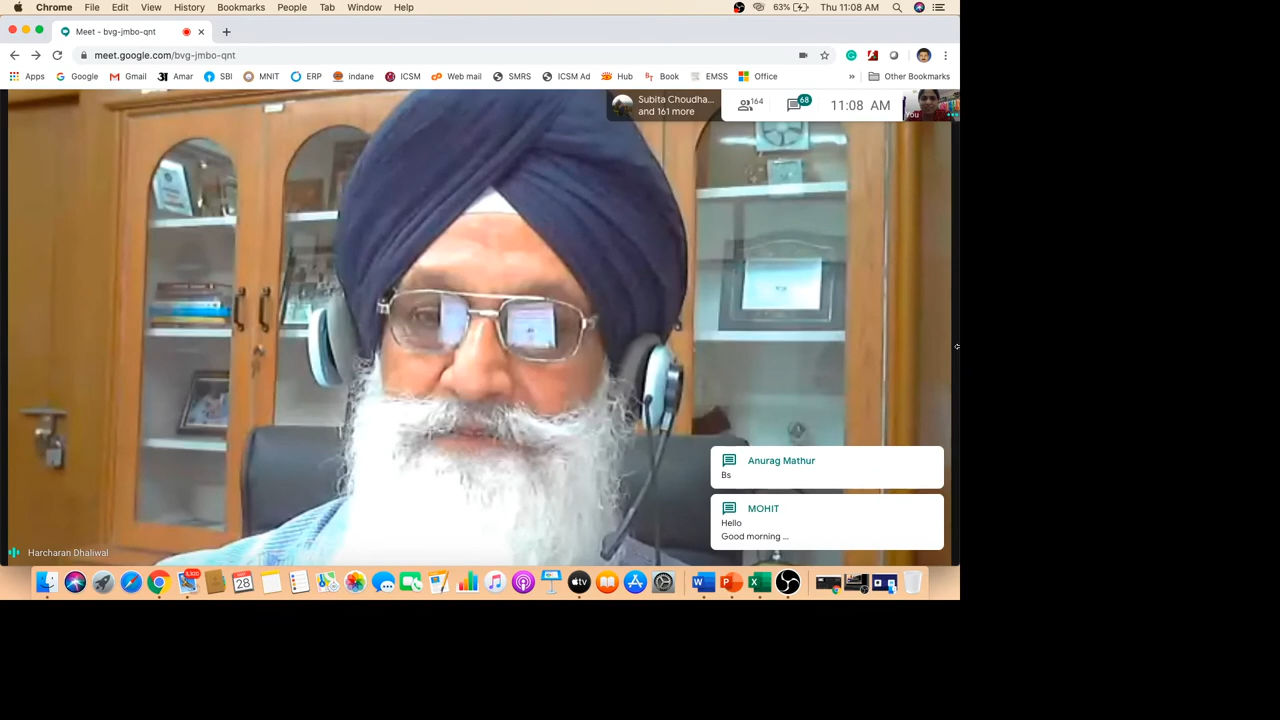 Chrome File Edit View History Bookmarks People Tab Window Help 63% Thu 11:08 AM
Meet - bvg-jmbo-qnt
meet.google.com/bvg-jmbo-qnt
Apps Google Gmail Amar SBI MNIT ERP indane ICSM Web mail SMRS ICSM Ad Hub Book EMSS Office » Other Bookmarks
Subita Choudha...
and 161 more
164
68
11:08 AM
You
Anurag Mathur
Bs
MOHIT
Hello
Good morning ...
Harcharan Dhaliwal
28